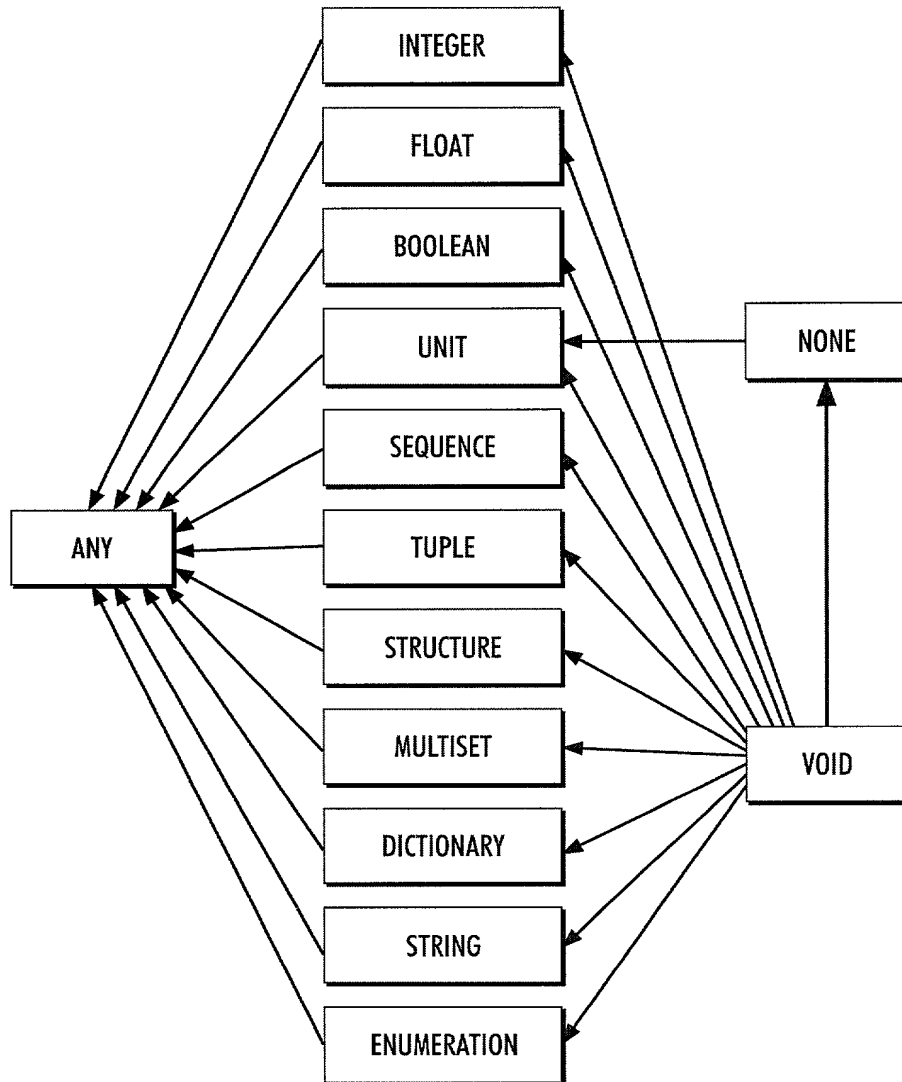 INTEGER
FLOAT
BOOLEAN
UNIT
NONE
SEQUENCE
ANY
TUPLE
STRUCTURE
MULTISET
VOID
DICTIONARY
STRING
ENUMERATION